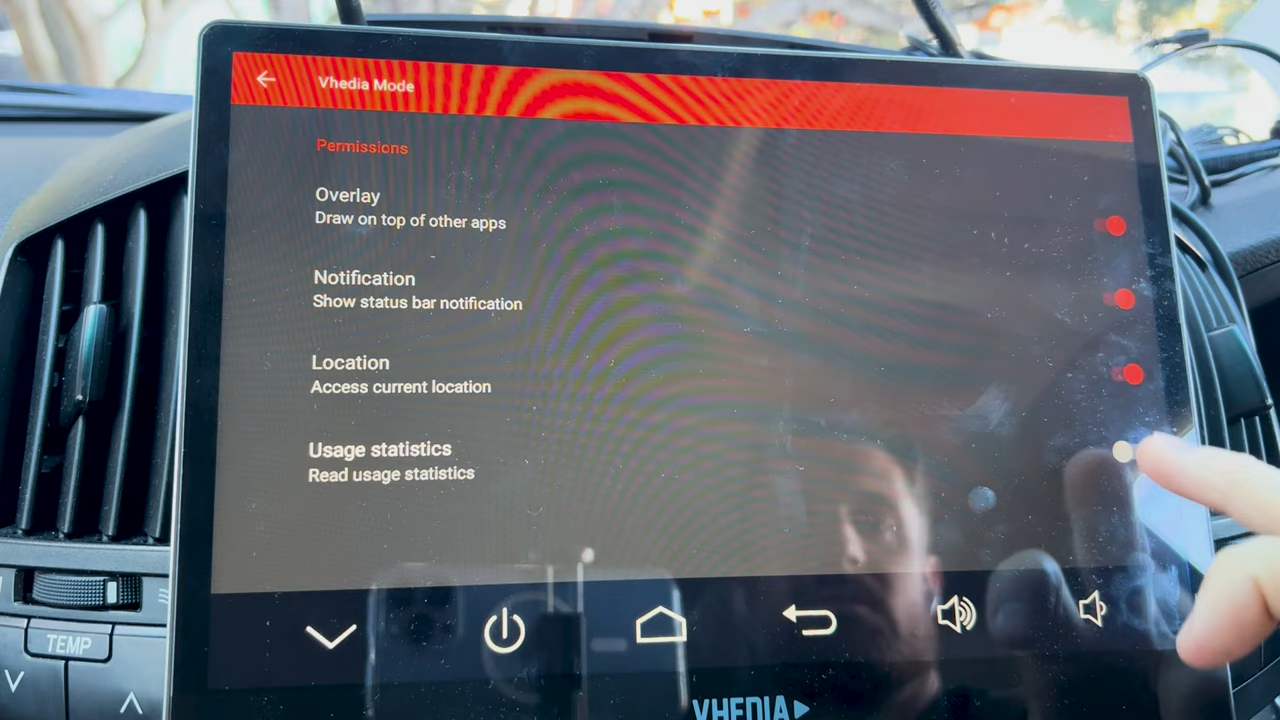 Vhedia Mode
Permissions
Overlay
Draw on top of other apps
Notification
Show status bar notification
Location
Access current location
Usage statistics
Read usage statistics
TEMP
VHEDIA